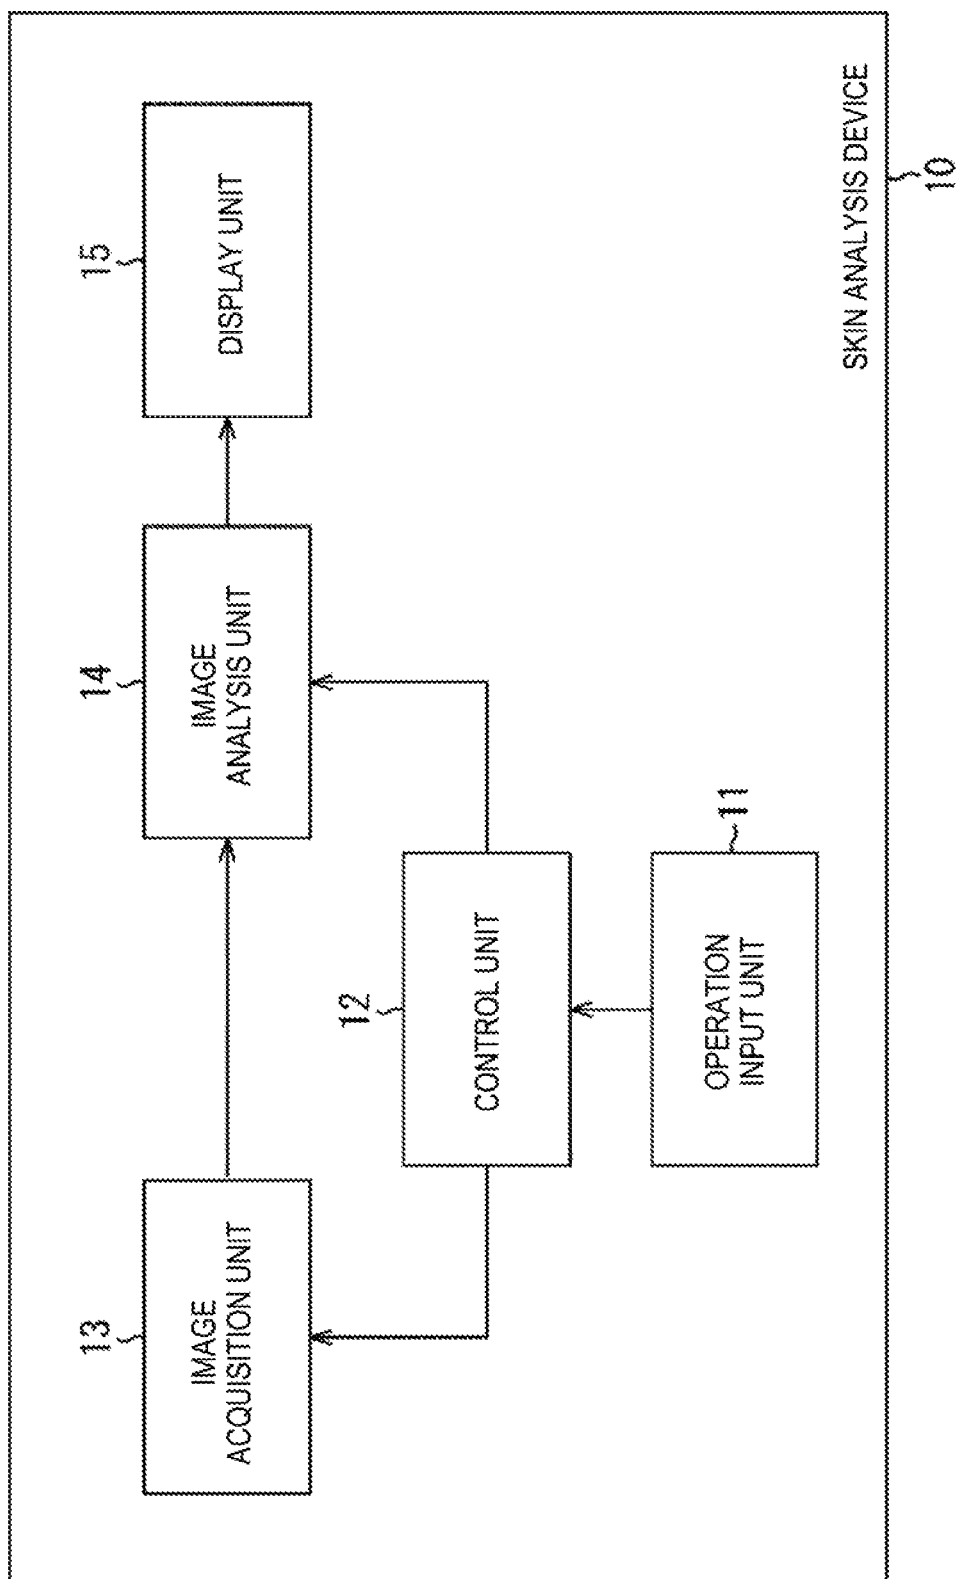 13
IMAGE
ACQUISITION UNIT
14
IMAGE
ANALYSIS UNIT
15
DISPLAY UNIT
12
CONTROL UNIT
11
OPERATION
INPUT UNIT
SKIN ANALYSIS DEVICE
10